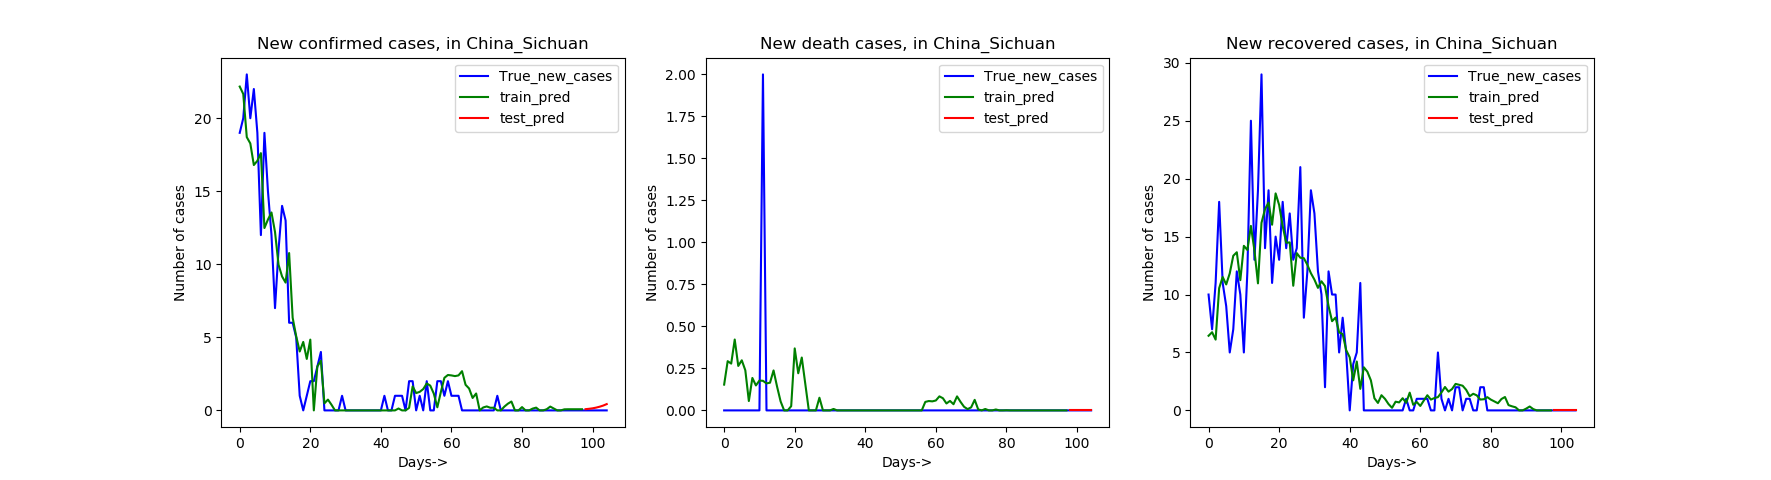 New confirmed cases, in China_Sichuan
True_new_cases
train_pred
test_pred
Number of cases
20
15
10
5
0
0 20 40 60 80 100
Days->
New death cases, in China_Sichuan
True_new_cases
train_pred
test_pred
Number of cases
2.00
1.75
1.50
1.25
1.00
0.75
0.50
0.25
0.00
0 20 40 60 80 100
Days->
New recovered cases, in China_Sichuan
True_new_cases
train_pred
test_pred
Number of cases
30
25
20
15
10
5
0
0 20 40 60 80 100
Days->